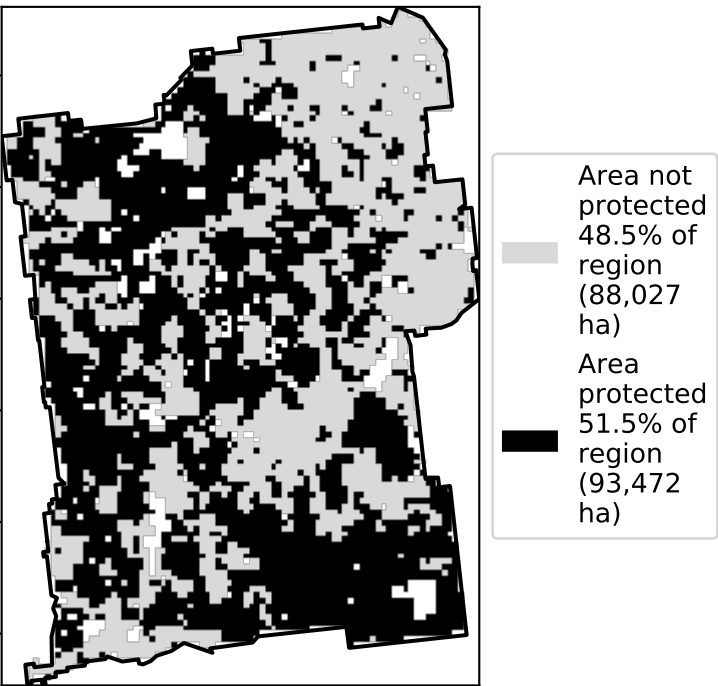 Area not
protected
48.5% of
region
(88,027
ha)
Area
protected
51.5% of
region
(93,472
ha)